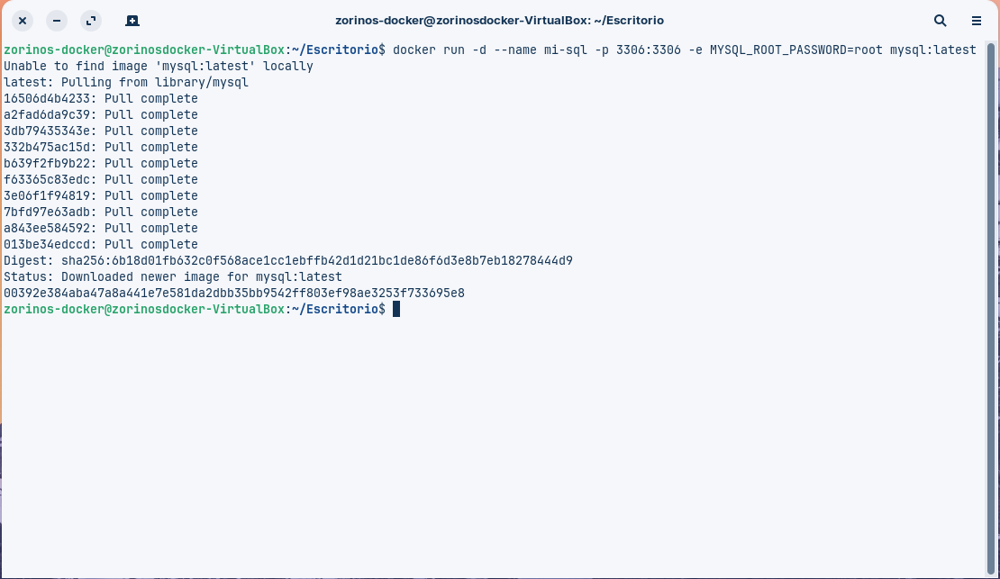 zorinos-docker@zorinosdocker-VirtualBox: ~/Escritorio
zorinos-docker@zorinosdocker-VirtualBox:~/Escritorio$ docker run -d --name mi-sql -p 3306:3306 -e MYSQL_ROOT_PASSWORD=root mysql:latest
Unable to find image 'mysql:latest' locally
latest: Pulling from library/mysql
16506d4b4233: Pull complete
a2fad6da9c39: Pull complete
3db79435343e: Pull complete
332b475ac15d: Pull complete
b639f2fb9b22: Pull complete
f63365c83edc: Pull complete
3e06f1f94819: Pull complete
7bfd97e63adb: Pull complete
a843ee584592: Pull complete
013be34edccd: Pull complete
Digest: sha256:6b18d01fb632c0f568ace1cc1ebffb42d1d21bc1de86f6d3e8b7eb18278444d9
Status: Downloaded newer image for mysql:latest
00392e384aba47a8a441e7e581da2dbb35bb9542ff803ef98ae3253f733695e8
zorinos-docker@zorinosdocker-VirtualBox:~/Escritorio$